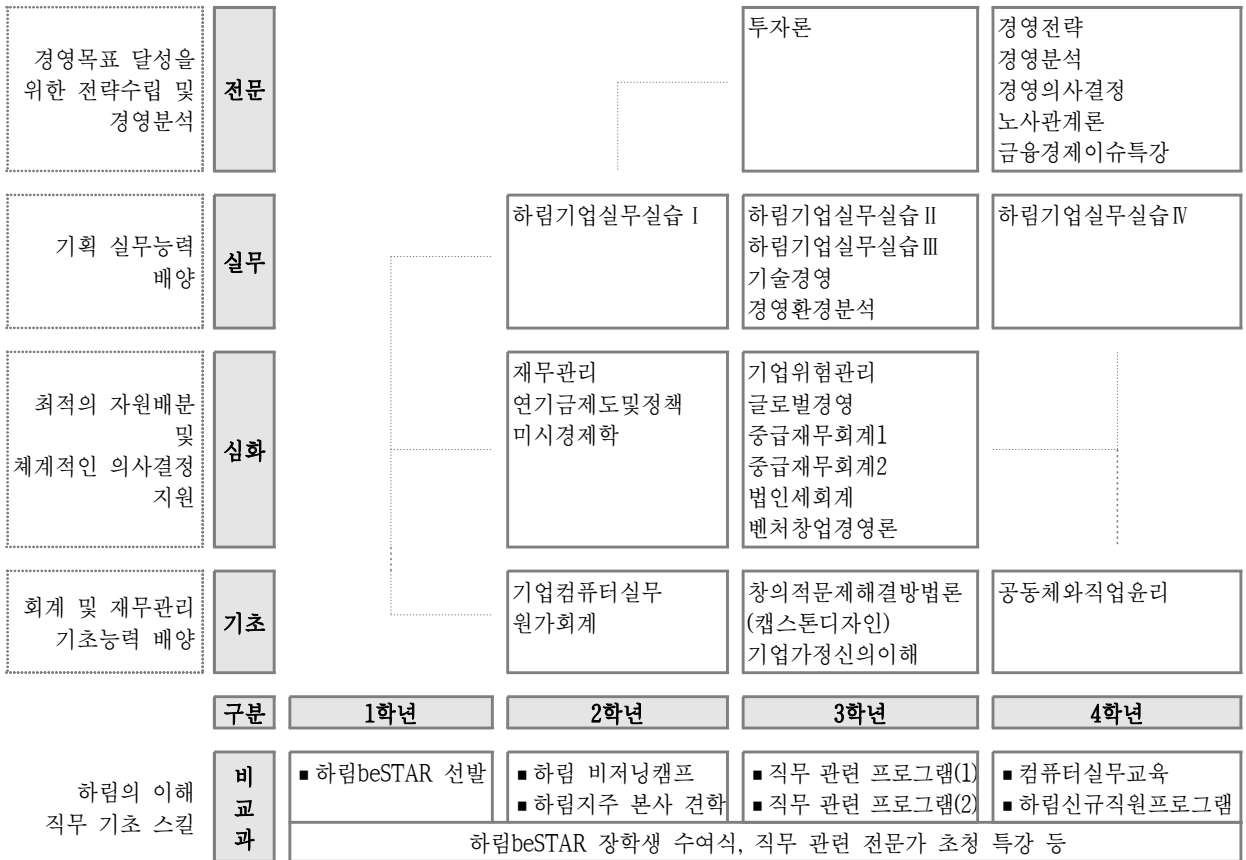 경영목표 달성을
위한 전략수립 및
경영분석
전문
투자론
경영전략
경영분석
경영의사결정
노사관계론
금융경제이슈특강
기획 실무능력
배양
실무
하림기업실무실습Ⅰ
하림기업실무실습Ⅱ
하림기업실무실습Ⅲ
기술경영
경영환경분석
하림기업실무실습Ⅳ
최적의 자원배분
및
체계적인 의사결정
지원
심화
재무관리
연기금제도및정책
미시경제학
기업위험관리
글로벌경영
중급재무회계1
중급재무회계2
법인세회계
벤처창업경영론
회계 및 재무관리
기초능력 배양
기초
기업컴퓨터실무
원가회계
창의적문제해결방법론
(캡스톤디자인)
기업가정신의이해
공동체와직업윤리
구분
1학년
2학년
3학년
4학년
하림의 이해
직무 기초 스킬
비
교
과
▪하림beSTAR 선발
▪하림 비저닝캠프
▪하림지주 본사 견학
▪직무 관련 프로그램(1)
▪직무 관련 프로그램(2)
▪컴퓨터실무교육
▪하림신규직원프로그램
하림beSTAR 장학생 수여식, 직무 관련 전문가 초청 특강 등